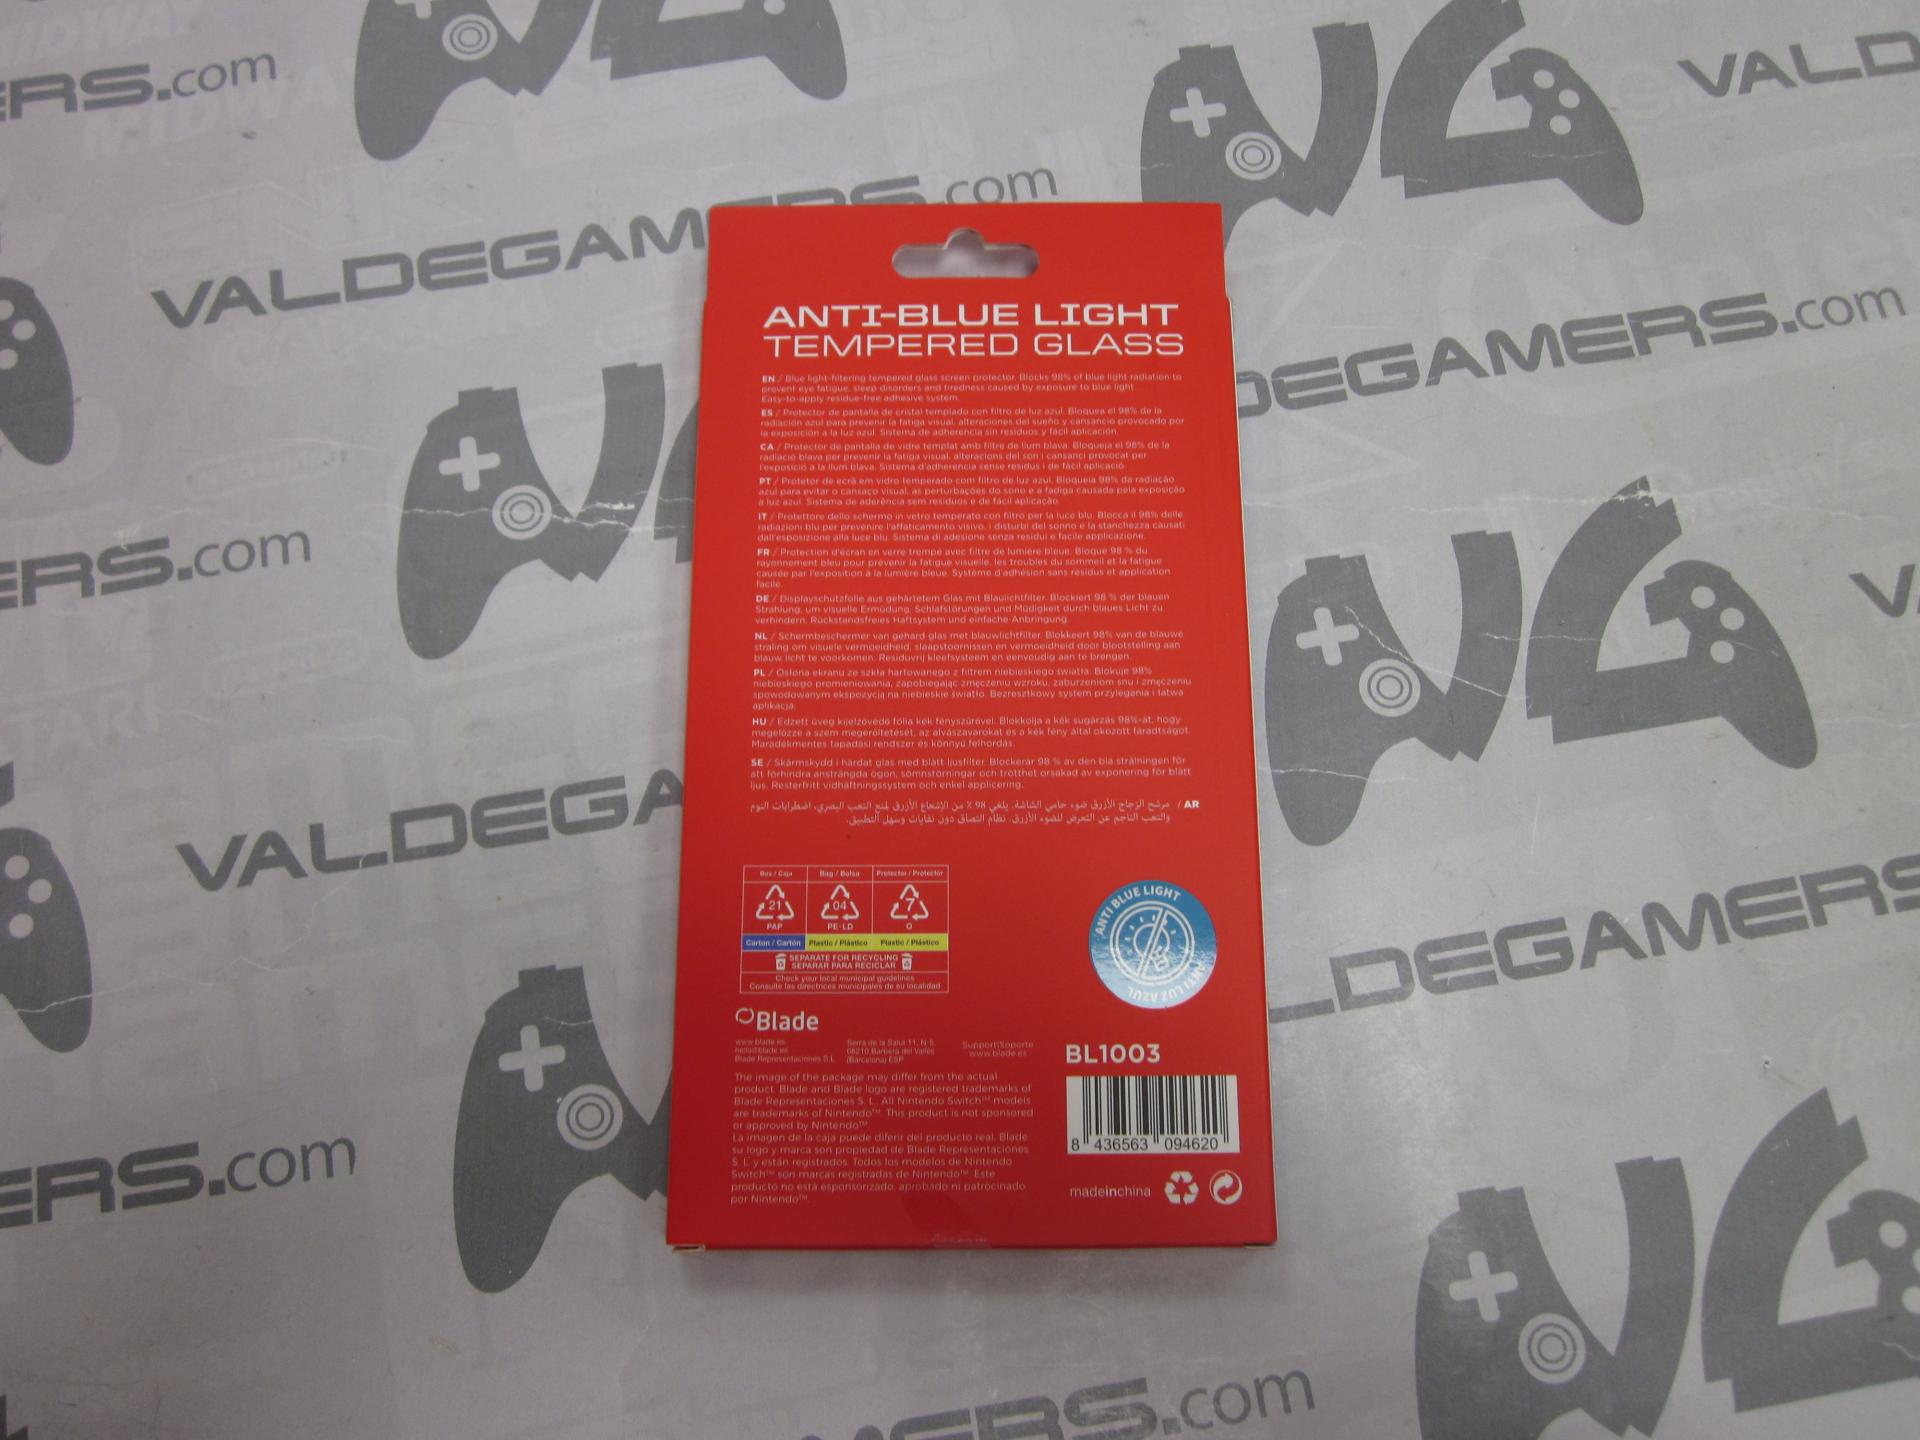 VALDEGAMERS.com
ANTI-BLUE LIGHT
TEMPERED GLASS
EN / Blue light-filtering tempered glass screen protector. Blocks 98% of blue light radiation to
prevent eye fatigue, sleep disorders and tiredness caused by exposure to blue light.
Easy-to-apply residue-free adhesive system.
ES / Protector de pantalla de cristal templado con filtro de luz azul. Bloquea el 98% de la
radiación azul para prevenir la fatiga visual, alteraciones del sueño y cansancio provocado por
la exposición a la luz azul. Sistema de adherencia sin residuos y fácil aplicación.
CA / Protector de pantalla de vidre templat amb filtre de llum blava. Bloqueja el 98% de la
radiació blava per prevenir la fatiga visual, alteracions del son i cansanci provocat per
l'exposició a la llum blava. Sistema d'adherencia sense residus i de fàcil aplicació
PT / Protetor de ecrã em vidro temperado com filtro de luz azul. Bloqueia 98% da radiação
azul para evitar o cansaço visual, as perturbações do sono e a fadiga causada pela exposição
a luz azul. Sistema de aderência sem resíduos e de fácil aplicação.
IT / Protettore dello schermo in vetro temperato con filtro per la luce blu. Blocca il 98% delle
radiazioni blu per prevenire l'affaticamento visivo, i disturbi del sonno e la stanchezza causati
dall'esposizione alla luce blu. Sistema di adesione senza residui e facile applicazione.
FR / Protection d'écran en verre trempé avec filtre de lumière bleue. Bloque 98 % du
rayonnement bleu pour prévenir la fatigue visuelle, les troubles du sommeil et la fatigue
causée par l'exposition à la lumière bleue. Système d'adhésion sans résidus et application
facile.
DE / Displayschutzfolie aus gehärtetem Glas mit Blaulichtfilter. Blockiert 98 % der blauen
Strahlung, um visuelle Ermüdung, Schlafstörungen und Müdigkeit durch blaues Licht zu
verhindern. Rückstandsfreies Haftsystem und einfache Anbringung.
NL / Schermbeschermer van gehard glas met blauwlichtfilter. Blokkeert 98% van de blauwe
straling om visuele vermoeidheid, slaapstoornissen en vermoeidheid door blootstelling aan
blauw licht te voorkomen. Residuvrij kleefsysteem en eenvoudig aan te brengen.
PL / Osłona ekranu ze szkła hartowanego z filtrem niebieskiego światła. Blokuje 98%
niebieskiego promieniowania, zapobiegając zmęczeniu wzroku, zaburzeniom snu i zmęczeniu
spowodowanym ekspozycją na niebieskie światło. Bezresztkowy system przylegania i łatwa
aplikacja.
HU / Edzett üveg kijelzővédő fólia kék fényszűrővel. Blokkolja a kék sugárzás 98%-át, hogy
megelőzze a szem megerőltetését, az alvászavarokat és a kék fény által okozott fáradtságot.
Maradékmentes tapadási rendszer és könnyű felhordás.
SE / Skärmskydd i härdat glas med blått ljusfilter. Blockerar 98 % av den blå strålningen för
att förhindra ansträngda ögon, sömnstörningar och trötthet orsakad av exponering för blått
ljus. Resterfritt vidhäftningssystem och enkel applicering.
AR / مرشح الزجاج الأزرق ضوء حامي الشاشة. يلغي 98 ٪ من الإشعاع الأزرق لمنع التعب البصري، اضطرابات النوم
والتعب الناجم عن التعرض للضوء الأزرق. نظام التصاق دون نفايات وسهل التطبيق.
Box / Caja Bag / Bolsa Protector / Protector
21 04 7
PAP PE-LD O
Carton / Cartón Plastic / Plástico Plastic / Plástico
SEPARATE FOR RECYCLING
SEPARAR PARA RECICLAR
Check your local municipal guidelines
Consulte las directrices municipales de su localidad
ANTI BLUE LIGHT
ANTI LUZ AZUL
Blade
www.blade.es
hello@blade.es
Blade Representaciones S.L.
Serra de la Salut 11, N-5.
08210 Barberà del Vallès
(Barcelona) ESP
Support|Soporte
www.blade.es
BL1003
The image of the package may differ from the actual
product. Blade and Blade logo are registered trademarks of
Blade Representaciones S. L. All Nintendo Switch™ models
are trademarks of Nintendo™. This product is not sponsored
or approved by Nintendo™
La imagen de la caja puede diferir del producto real. Blade,
su logo y marca son propiedad de Blade Representaciones
S. L. y están registrados. Todos los modelos de Nintendo
Switch™ son marcas registradas de Nintendo™. Este
producto no está esponsorizado, aprobado ni patrocinado
por Nintendo™.
8 436563 094620
madeinchina